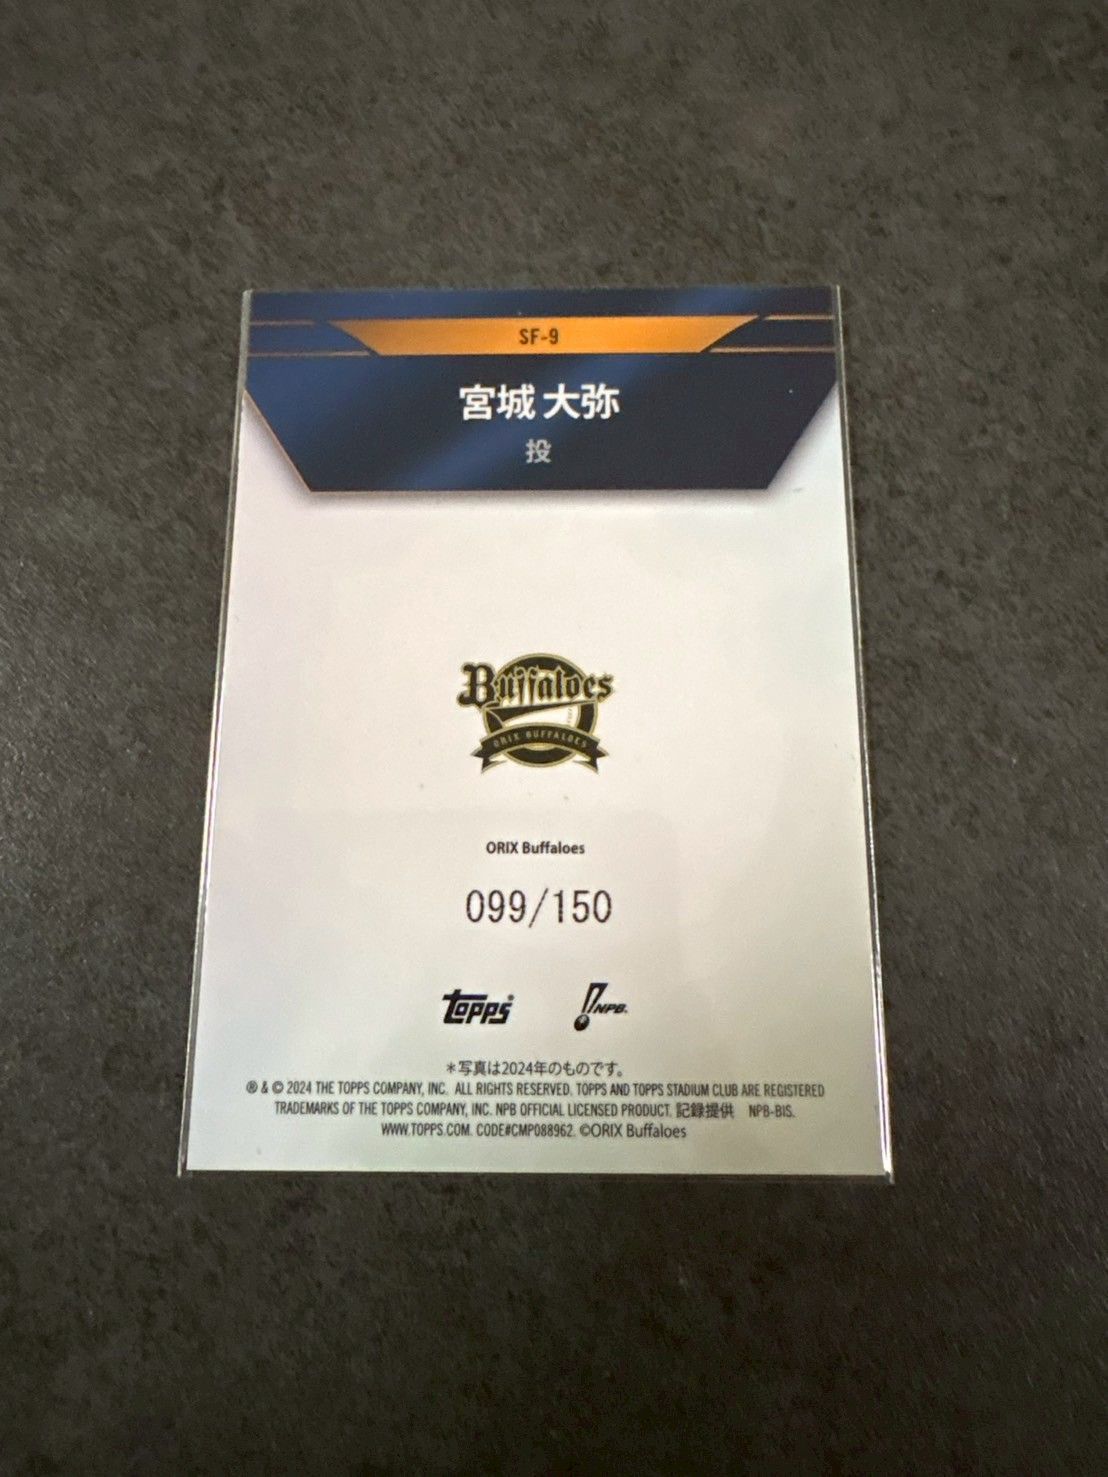 SF-9
宮城 大弥
投
Buffaloes
ORIX BUFFALOES
ORIX Buffaloes
099/150
topps® NPB.
＊写真は2024年のものです。
® & © 2024 THE TOPPS COMPANY, INC. ALL RIGHTS RESERVED. TOPPS AND TOPPS STADIUM CLUB ARE REGISTERED
TRADEMARKS OF THE TOPPS COMPANY, INC. NPB OFFICIAL LICENSED PRODUCT. 記録提供 NPB-BIS.
WWW.TOPPS.COM. CODE#CMP088962. ©ORIX Buffaloes